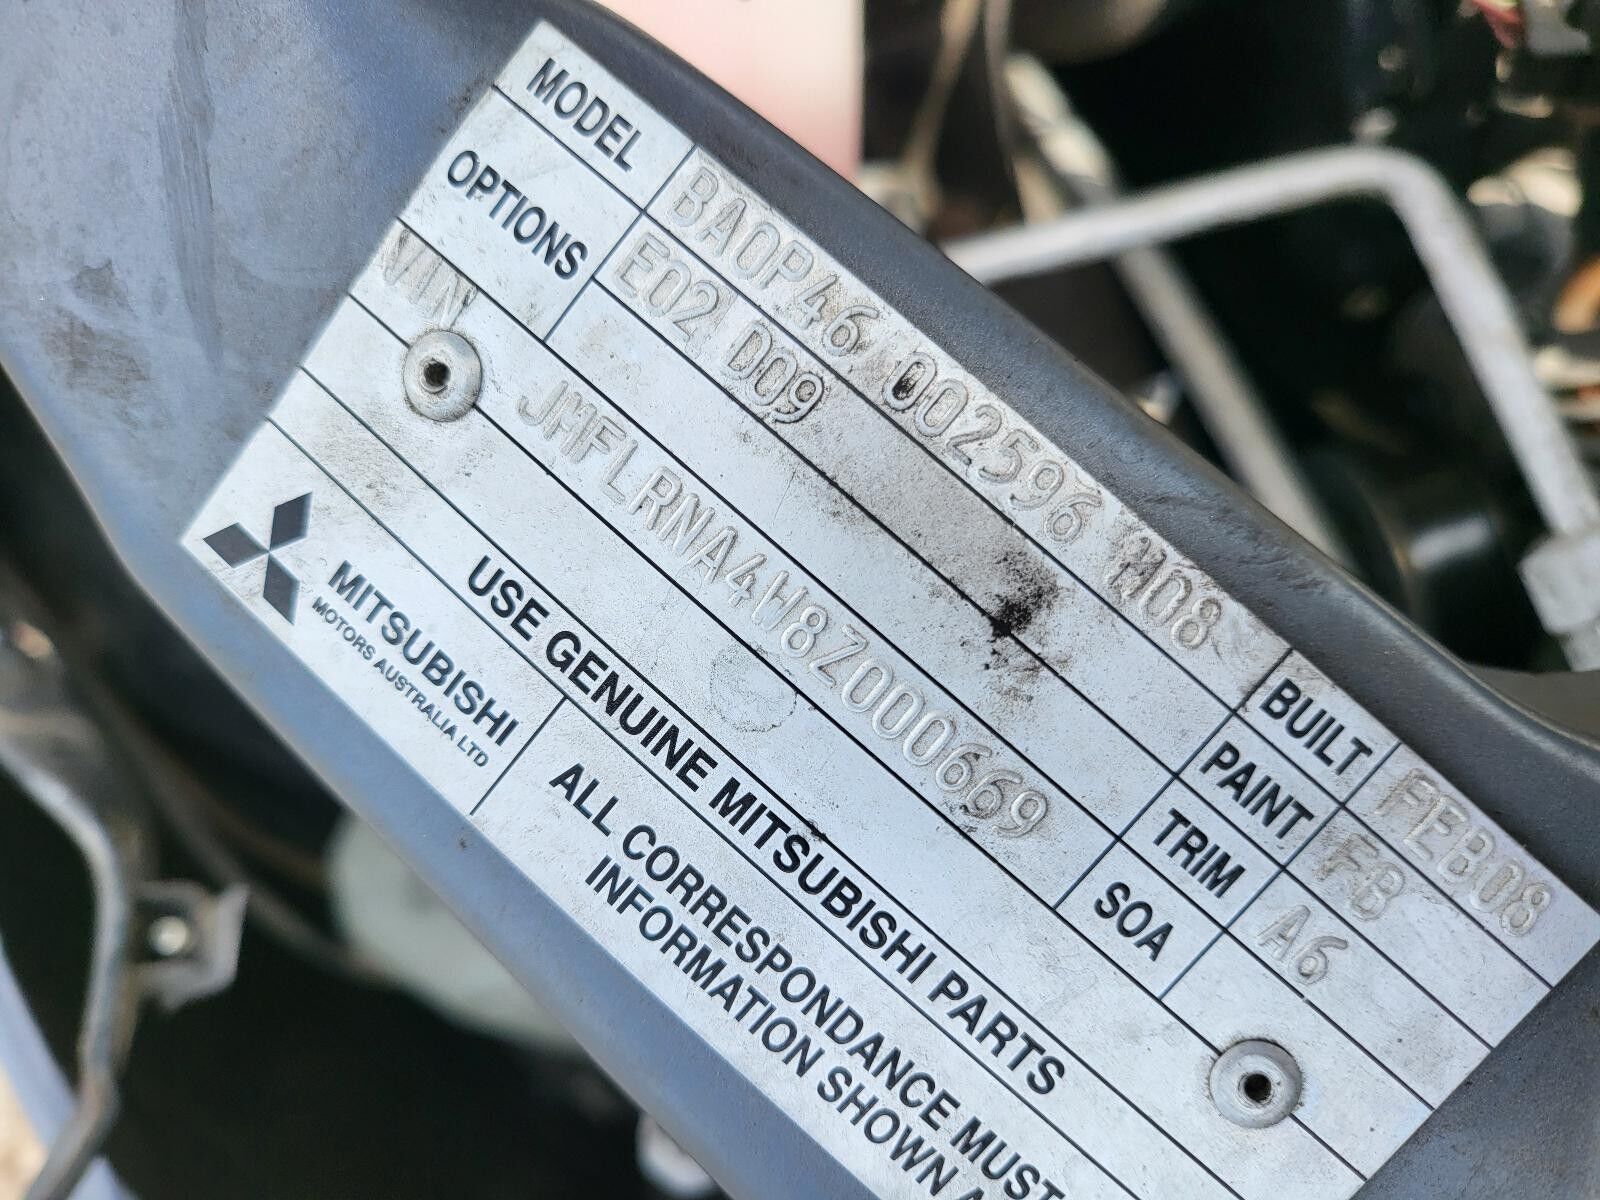 MODEL BA0P46 002596 M08 BUILT FEB08
OPTIONS E02 D09 PAINT FB
TRIM A6
VIN JMFLRNA4W8Z000669 SOA
USE GENUINE MITSUBISHI PARTS
MITSUBISHI
MOTORS AUSTRALIA LTD
ALL CORRESPONDANCE MUST
INFORMATION SHOWN